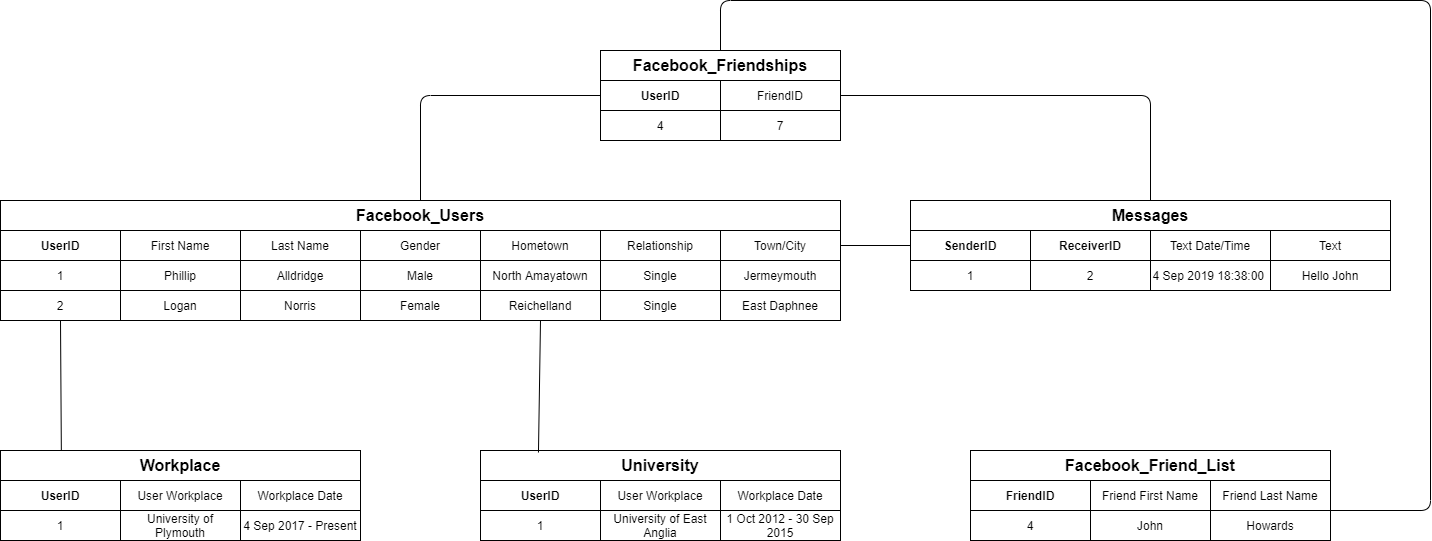 Facebook_Friendships
UserID FriendID
4 7
Facebook_Users
UserID First Name Last Name Gender Hometown Relationship Town/City
1 Phillip Alldridge Male North Amayatown Single Jermeymouth
2 Logan Norris Female Reichelland Single East Daphnee
Messages
SenderID ReceiverID Text Date/Time Text
1 2 4 Sep 2019 18:38:00 Hello John
Workplace
UserID User Workplace Workplace Date
1 University of Plymouth 4 Sep 2017 - Present
University
UserID User Workplace Workplace Date
1 University of East Anglia 1 Oct 2012 - 30 Sep 2015
Facebook_Friend_List
FriendID Friend First Name Friend Last Name
4 John Howards